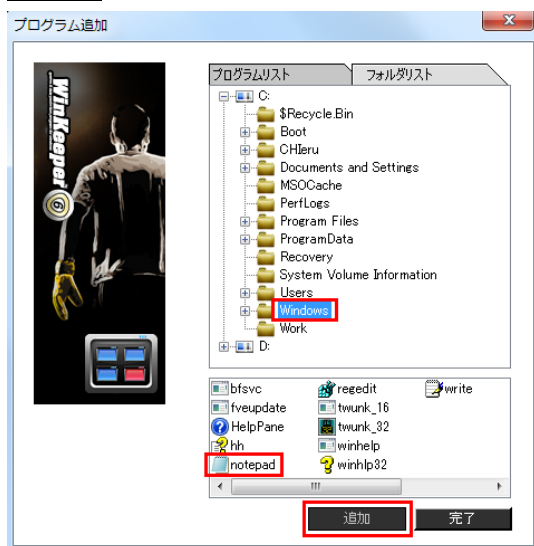 プログラム追加
WinKeeper 6
プログラムリスト
フォルダリスト
C:
$Recycle.Bin
Boot
CHIeru
Documents and Settings
MSOCache
PerfLogs
Program Files
ProgramData
Recovery
System Volume Information
Users
Windows
Work
D:
bfsvc
fveupdate
HelpPane
hh
notepad
regedit
twunk_16
twunk_32
winhelp
winhlp32
write
追加
完了